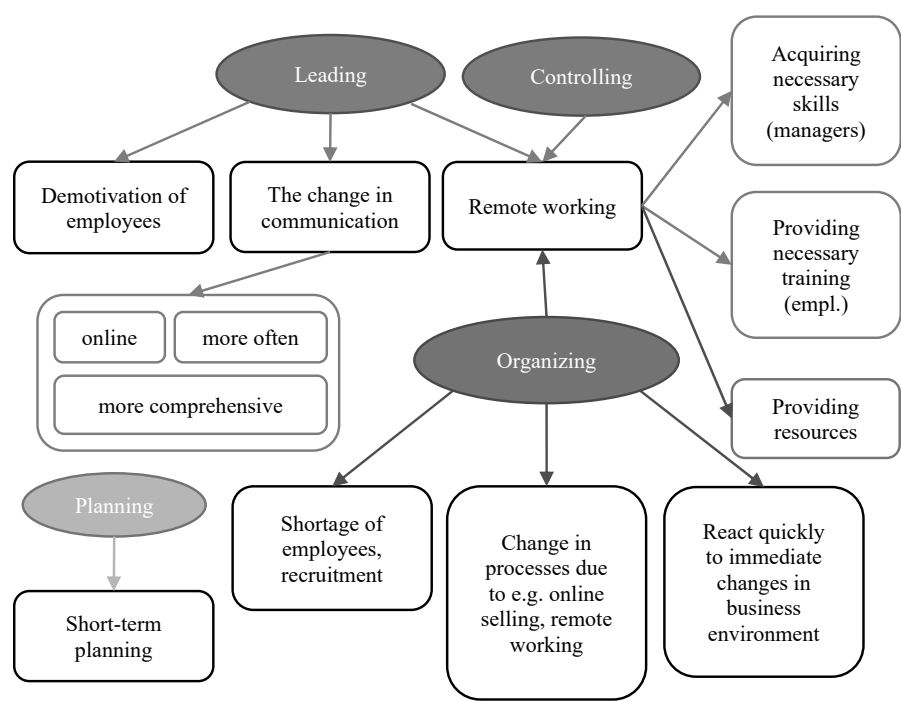 Leading
Controlling
Acquiring
necessary
skills
(managers)
Demotivation of
employees
The change in
communication
Remote working
Providing
necessary
training
(empl.)
online
more often
more comprehensive
Organizing
Providing
resources
Planning
Short-term
planning
Shortage of
employees,
recruitment
Change in
processes due
to e.g. online
selling, remote
working
React quickly
to immediate
changes in
business
environment